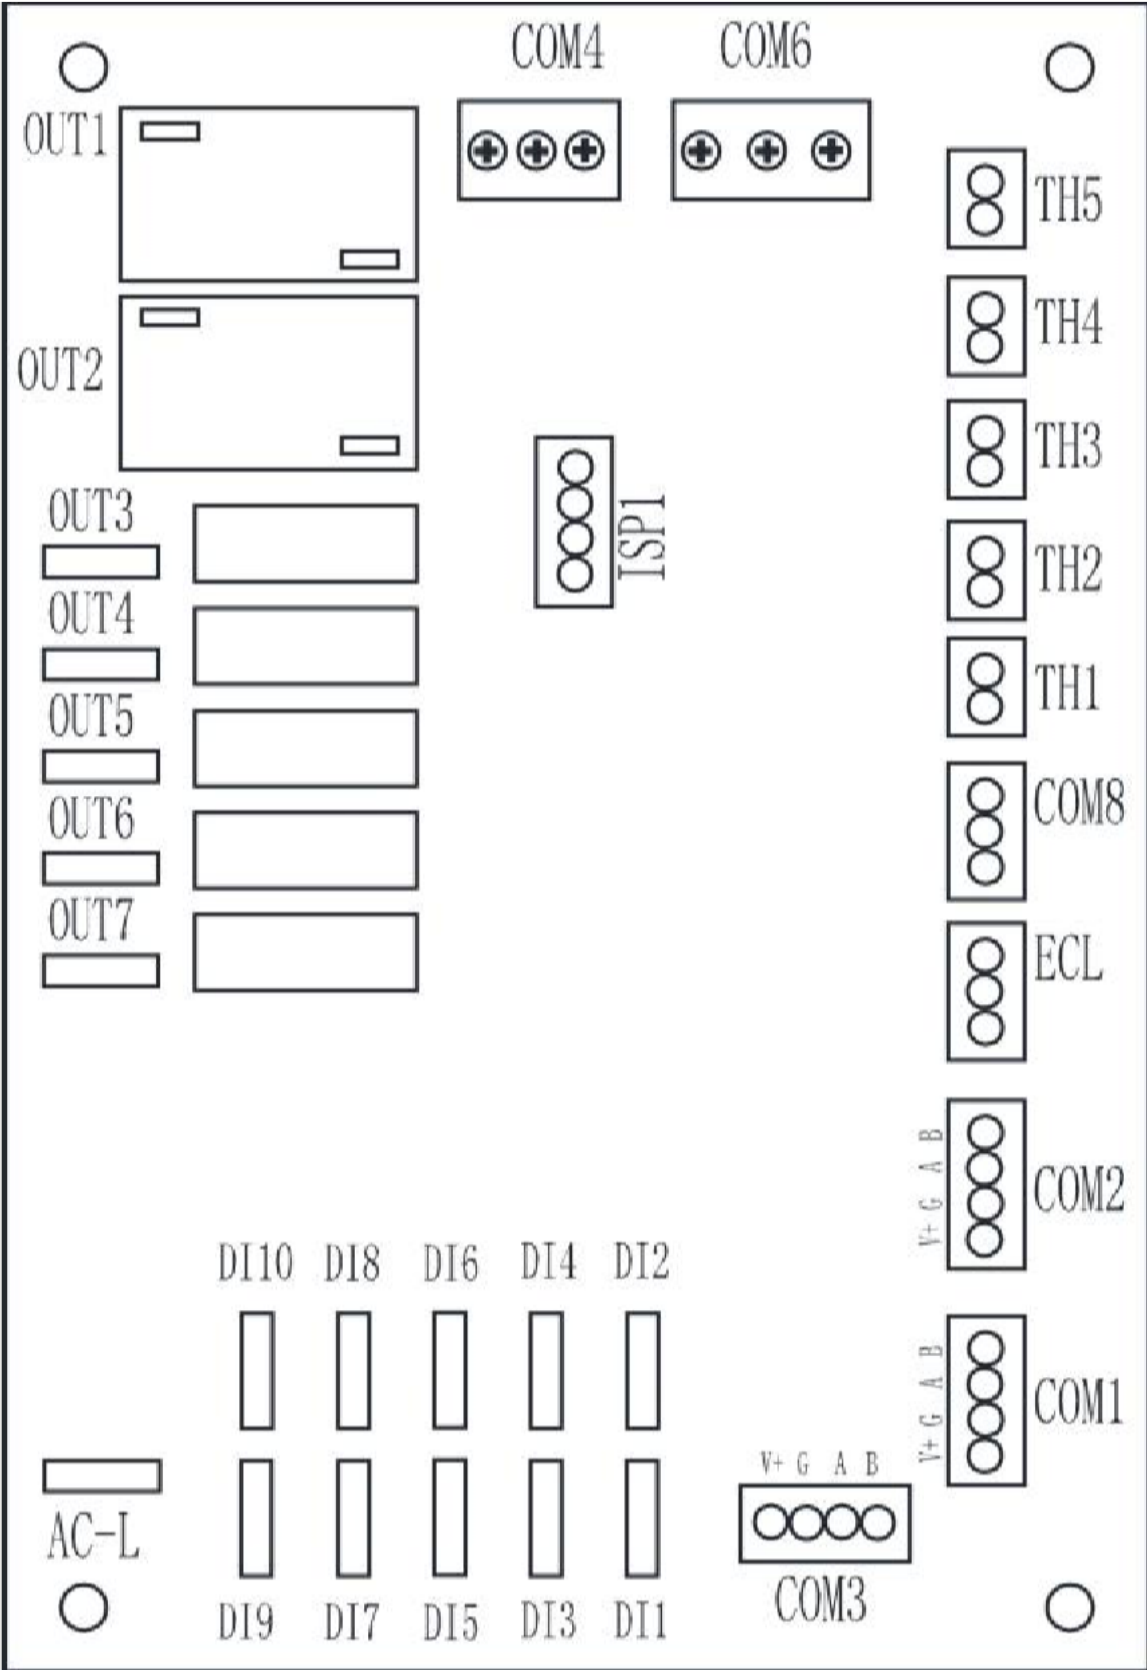 COM4 COM6
OUT1
TH5
TH4
OUT2
TH3
OUT3
ISP1
TH2
OUT4
TH1
OUT5
COM8
OUT6
OUT7
ECL
V+ G A B
COM2
DI10 DI8 DI6 DI4 DI2
V+ G A B
COM1
V+ G A B
AC-L
COM3
DI9 DI7 DI5 DI3 DI1